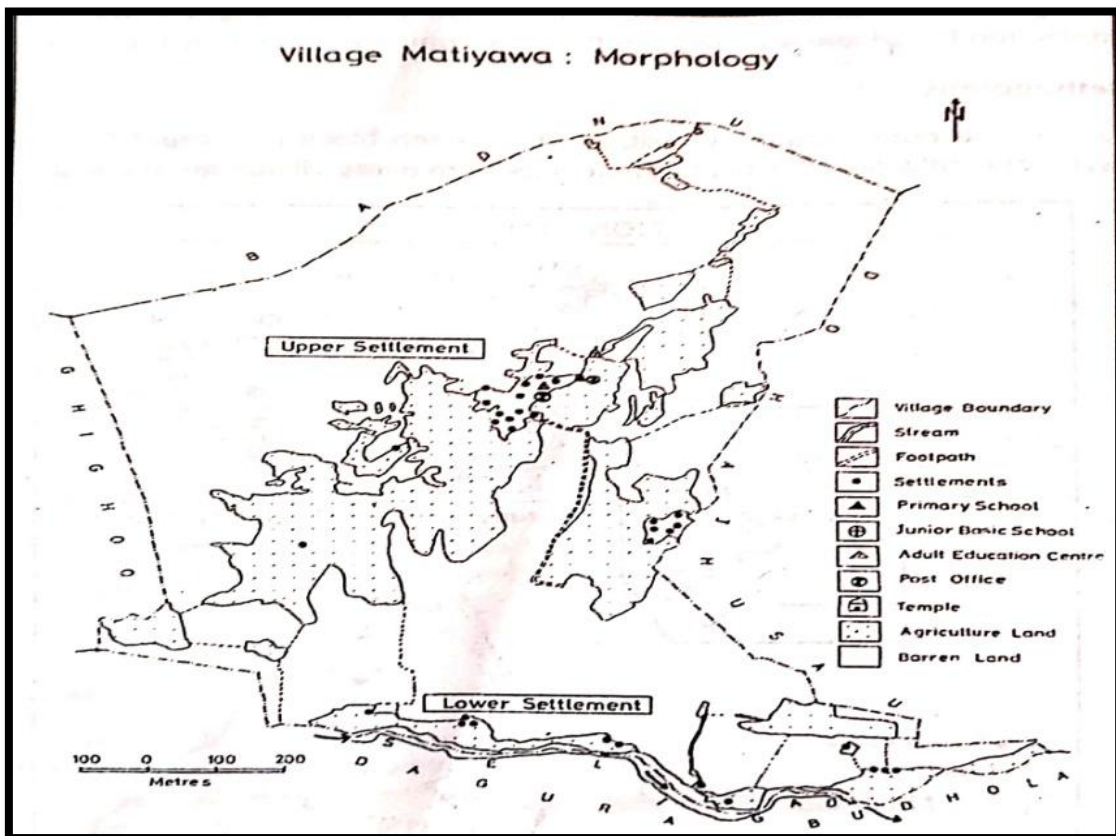 Village Matiyawa : Morphology
N
B A D H U
Upper Settlement
Village Boundary
Stream
Footpath
Settlements
Primary School
Junior Basic School
Adult Education Centre
Post Office
Temple
Agriculture Land
Barren Land
Lower Settlement
100 0 100 200
Metres
D A G E L
G U R I A G A D
B U D H O L A